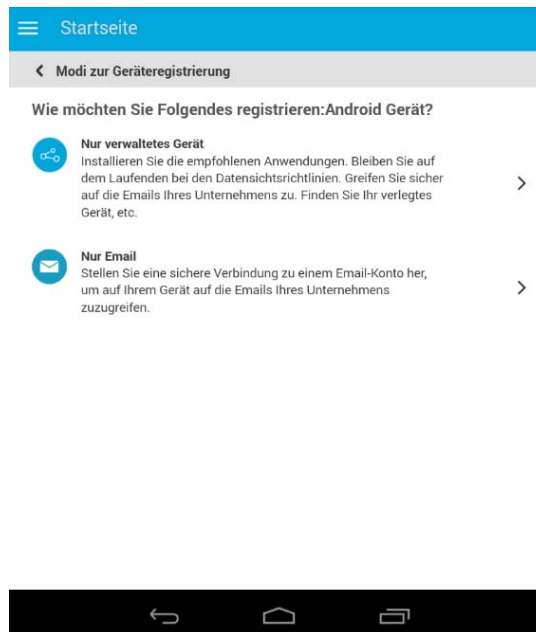 Startseite
Modi zur Geräteregistrierung
Wie möchten Sie Folgendes registrieren:Android Gerät?
Nur verwaltetes Gerät
Installieren Sie die empfohlenen Anwendungen. Bleiben Sie auf
dem Laufenden bei den Datensichtsrichtlinien. Greifen Sie sicher
auf die Emails Ihres Unternehmens zu. Finden Sie Ihr verlegtes
Gerät, etc.
Nur Email
Stellen Sie eine sichere Verbindung zu einem Email-Konto her,
um auf Ihrem Gerät auf die Emails Ihres Unternehmens
zuzugreifen.